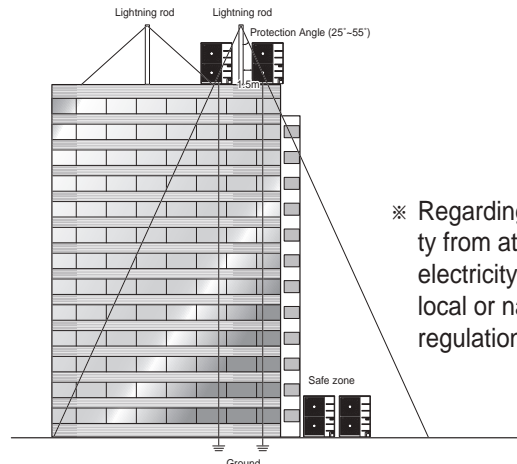 Lightning rod Lightning rod
Protection Angle (25˚~55˚)
1.5m
※ Regarding
ty from at
electricity
local or na
regulation
Safe zone
Ground